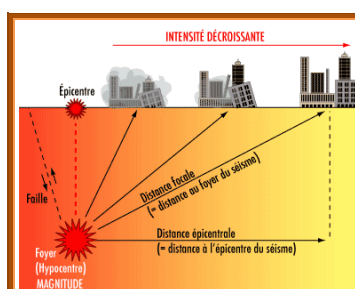 INTENSITÉ DÉCROISSANTE
Épicentre
Faille
Distance focale
(= distance au foyer du séisme)
Distance épicentrale
(= distance à l'épicentre du séisme)
Foyer
(Hypocentre)
MAGNITUDE